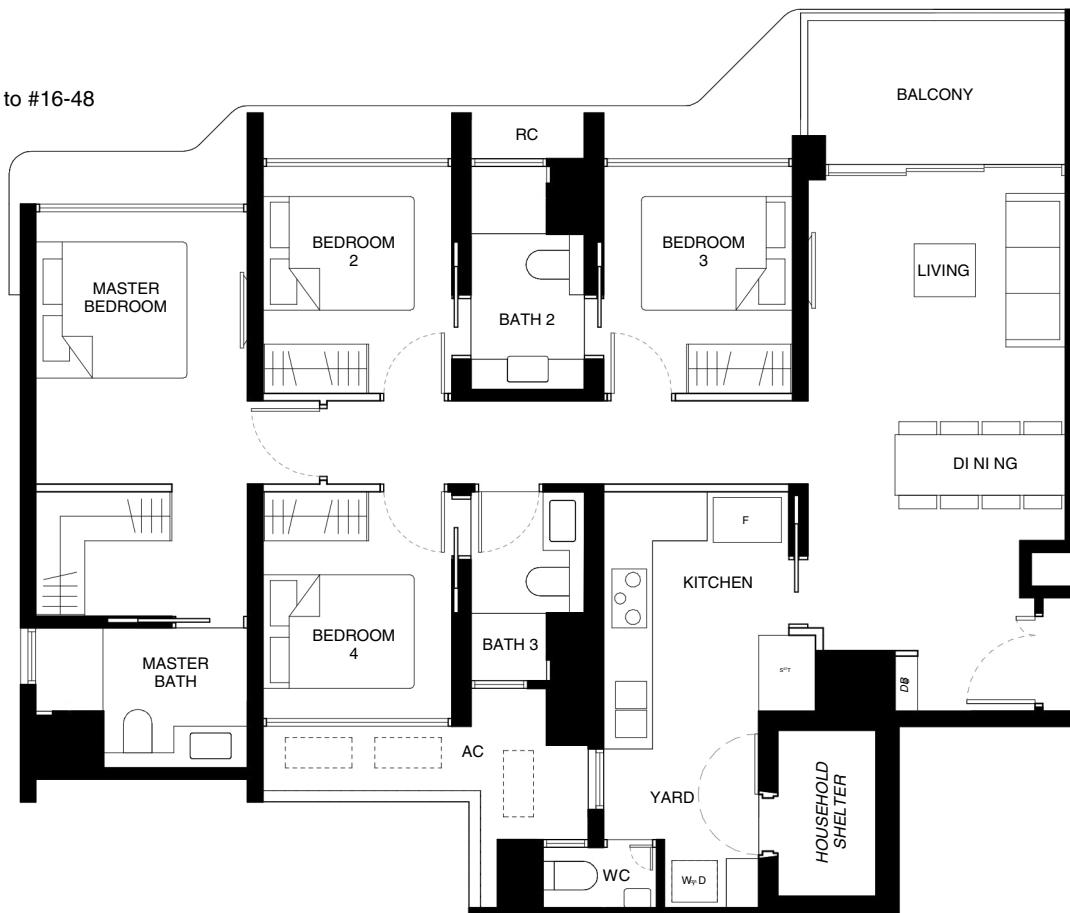 to #16-48
BALCONY
RC
BEDROOM
2
BEDROOM
3
MASTER
BEDROOM
LIVING
BATH 2
DI NI NG
F
KITCHEN
BEDROOM
4
BATH 3
MASTER
BATH
DB
AC
YARD
HOUSEHOLD
SHELTER
WC